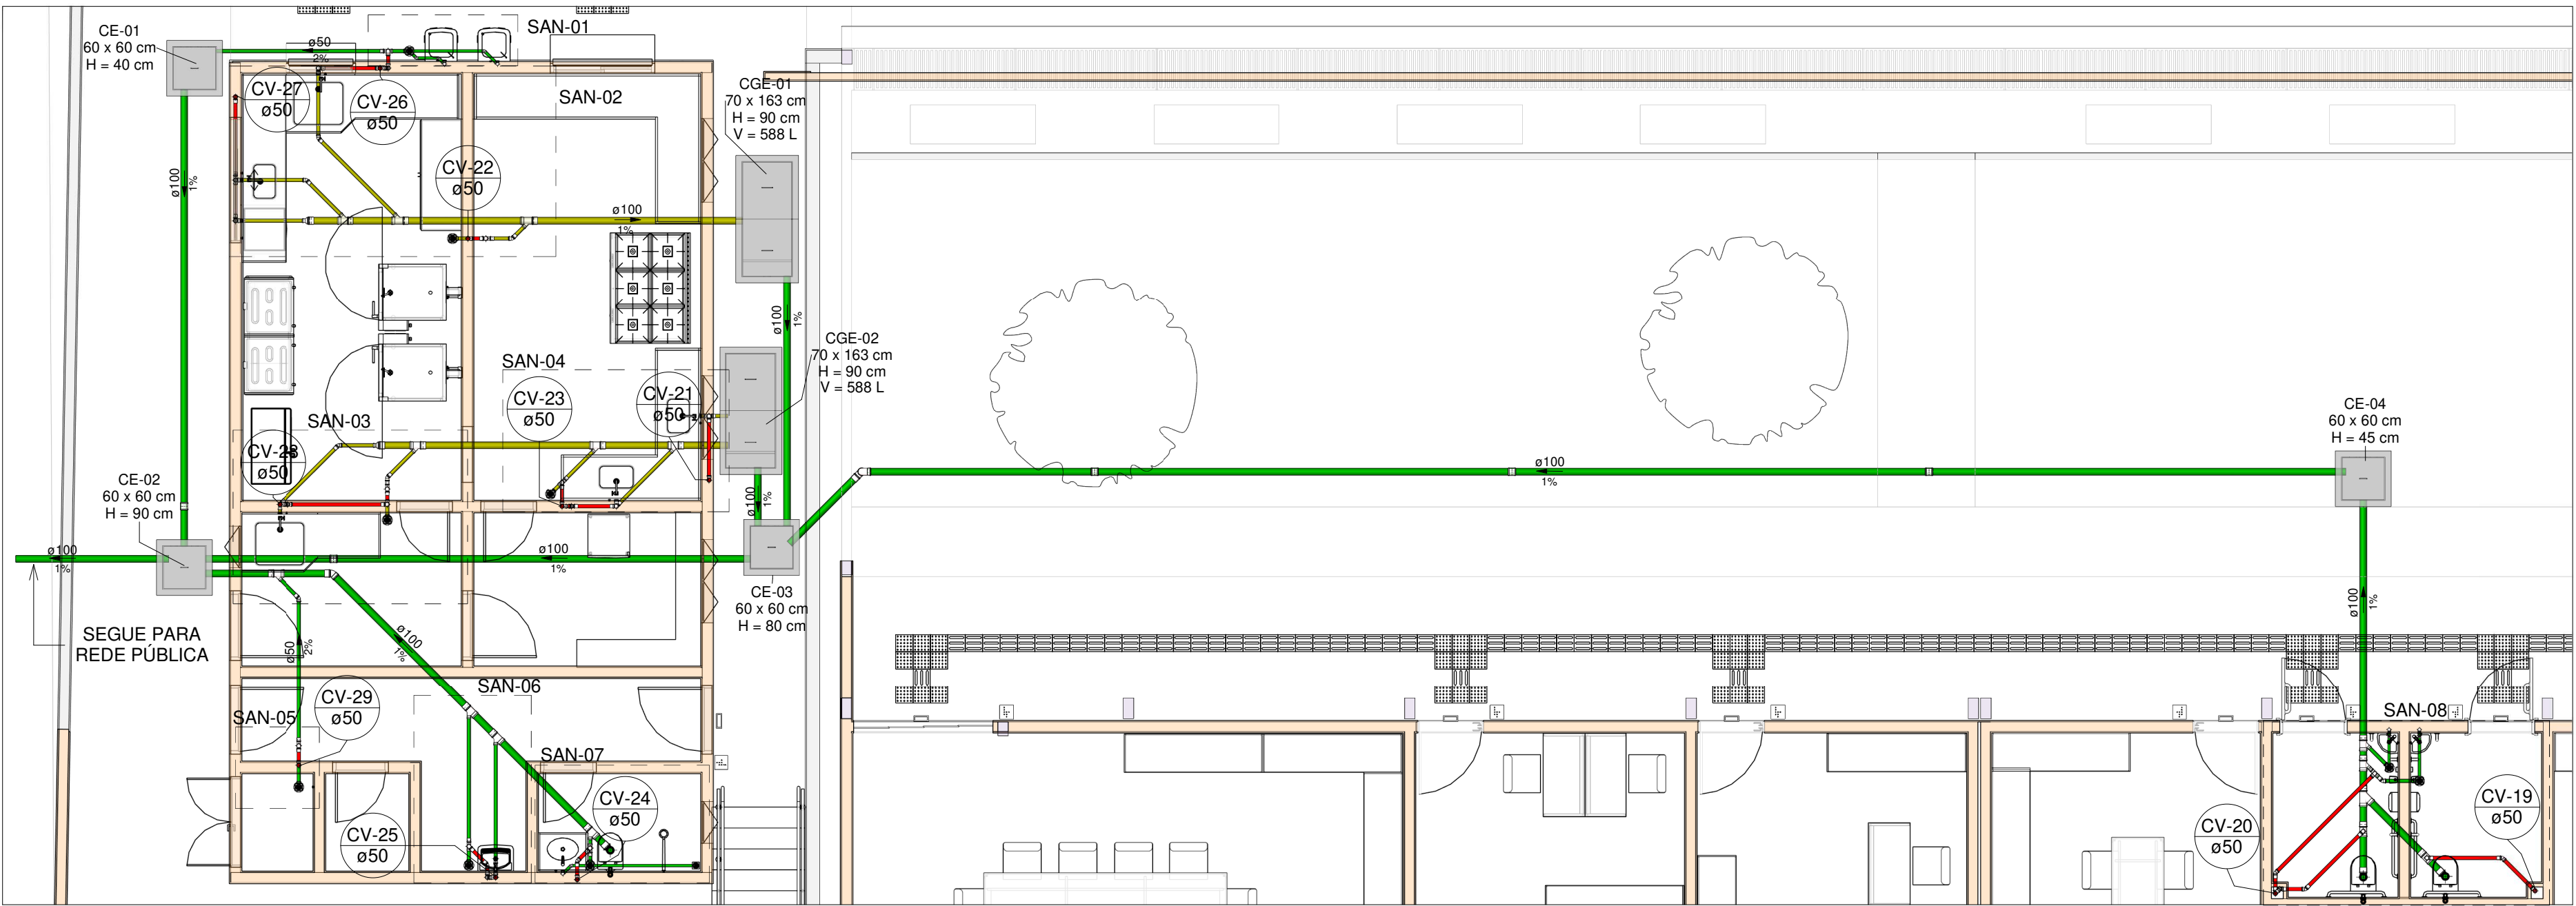 SAN-01
CE-01
60 x 60 cm
H = 40 cm
ø50
2%
CV-27
ø50
CV-26
ø50
SAN-02
CGE-01
70 x 163 cm
H = 90 cm
V = 588 L
CV-22
ø50
ø100
1%
ø100
1%
ø100
1%
CGE-02
70 x 163 cm
H = 90 cm
V = 588 L
SAN-04
CV-23
ø50
CV-21
ø50
SAN-03
CV-28
ø50
CE-04
60 x 60 cm
H = 45 cm
CE-02
60 x 60 cm
H = 90 cm
ø100
1%
ø100
1%
ø100
1%
ø100
1%
CE-03
60 x 60 cm
H = 80 cm
SEGUE PARA
REDE PÚBLICA
ø50
2%
ø100
1%
ø100
1%
SAN-06
CV-29
ø50
SAN-05
SAN-07
SAN-08
CV-24
ø50
CV-25
ø50
CV-20
ø50
CV-19
ø50